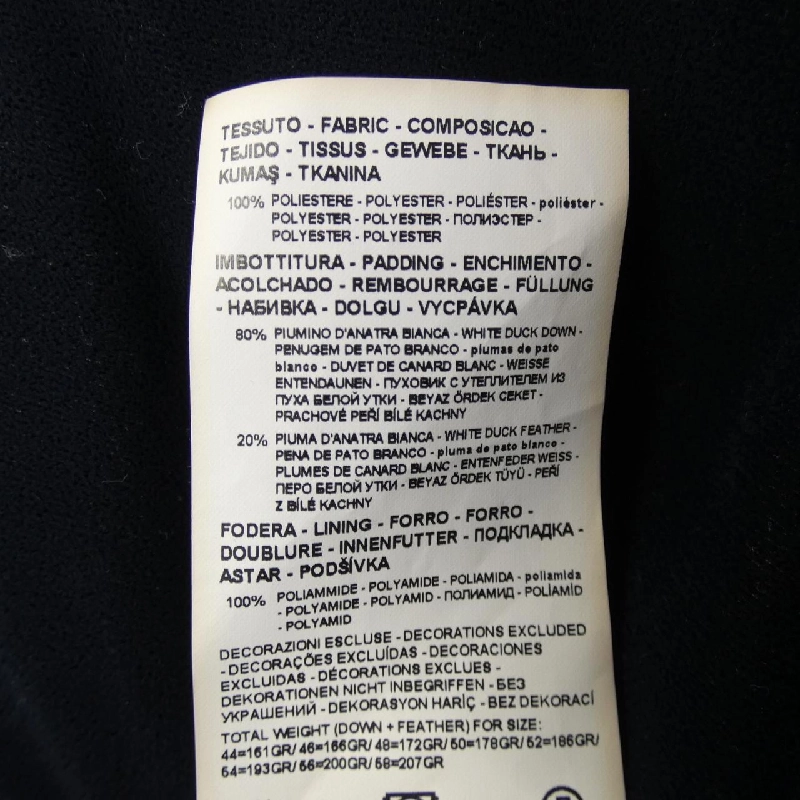 TESSUTO - FABRIC - COMPOSICAO -
TEJIDO - TISSUS - GEWEBE - ТКАНЬ -
KUMAŞ - TKANINA
100% POLIESTERE - POLYESTER - POLIÉSTER - poliéster -
POLYESTER - POLYESTER - ПОЛИЭСТЕР -
POLYESTER - POLYESTER
IMBOTTITURA - PADDING - ENCHIMENTO -
ACOLCHADO - REMBOURRAGE - FÜLLUNG
- НАБИВКА - DOLGU - VYCPÁVKA
80% PIUMINO D'ANATRA BIANCA - WHITE DUCK DOWN -
PENUGEM DE PATO BRANCO - plumas de pato
blanco - DUVET DE CANARD BLANC - WEISSE
ENTENDAUNEN - ПУХОВИК С УТЕПЛИТЕЛЕМ ИЗ
ПУХА БЕЛОЙ УТКИ - BEYAZ ÖRDEK CEKET -
PRACHOVÉ PEŘÍ BÍLÉ KACHNY
20% PIUMA D'ANATRA BIANCA - WHITE DUCK FEATHER -
PENA DE PATO BRANCO - pluma de pato blanco -
PLUMES DE CANARD BLANC - ENTENFEDER WEISS -
ПЕРО БЕЛОЙ УТКИ - BEYAZ ÖRDEK TÜYÜ - PEŘÍ
Z BÍLÉ KACHNY
FODERA - LINING - FORRO - FORRO -
DOUBLURE - INNENFUTTER - ПОДКЛАДКА -
ASTAR - PODŠÍVKA
100% POLIAMMIDE - POLYAMIDE - POLIAMIDA - poliamida
- POLYAMIDE - POLYAMID - ПОЛИАМИД - POLİAMİD
- POLYAMID
DECORAZIONI ESCLUSE - DECORATIONS EXCLUDED
- DECORAÇÕES EXCLUÍDAS - DECORACIONES
EXCLUIDAS - DÉCORATIONS EXCLUES -
DEKORATIONEN NICHT INBEGRIFFEN - БЕЗ
УКРАШЕНИЙ - DEKORASYON HARİÇ - BEZ DEKORACÍ
TOTAL WEIGHT (DOWN + FEATHER) FOR SIZE:
44=161GR/ 46=166GR/ 48=172GR/ 50=178GR/ 52=186GR/
54=193GR/ 56=200GR/ 58=207GR